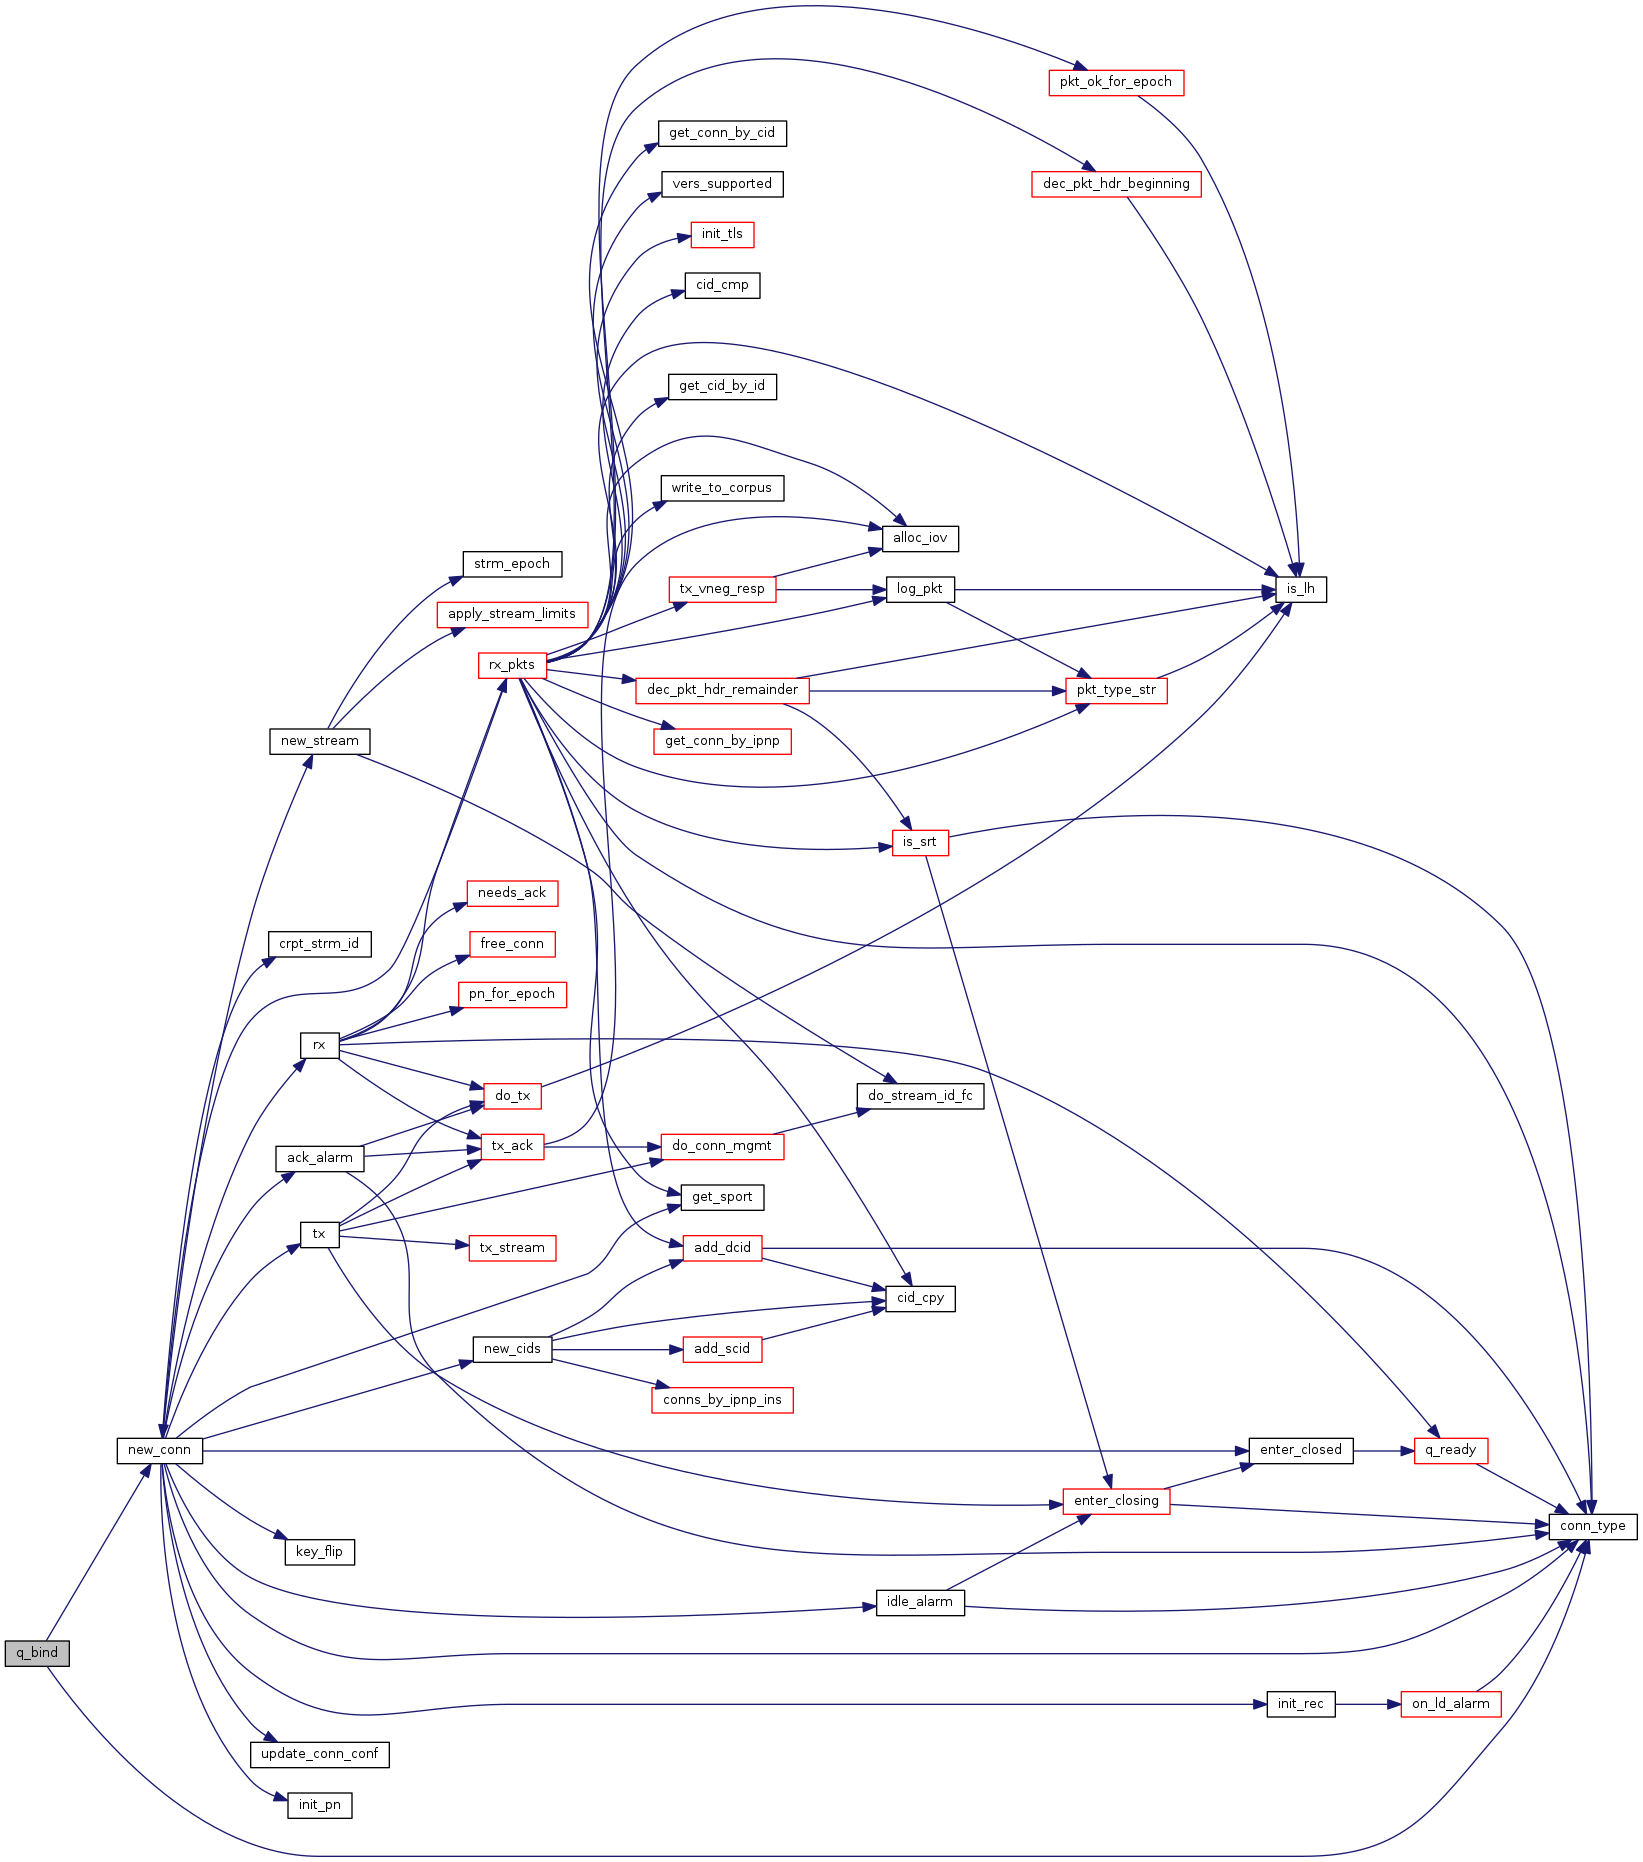 pkt_ok_for_epoch
get_conn_by_cid
vers_supported
dec_pkt_hdr_beginning
init_tls
cid_cmp
get_cid_by_id
write_to_corpus
alloc_iov
strm_epoch
tx_vneg_resp
log_pkt
is_lh
apply_stream_limits
rx_pkts
dec_pkt_hdr_remainder
pkt_type_str
new_stream
get_conn_by_ipnp
is_srt
needs_ack
crpt_strm_id
free_conn
pn_for_epoch
rx
do_tx
do_stream_id_fc
ack_alarm
tx_ack
do_conn_mgmt
get_sport
tx
tx_stream
add_dcid
cid_cpy
new_cids
add_scid
conns_by_ipnp_ins
new_conn
enter_closed
q_ready
enter_closing
conn_type
key_flip
idle_alarm
q_bind
init_rec
on_ld_alarm
update_conn_conf
init_pn